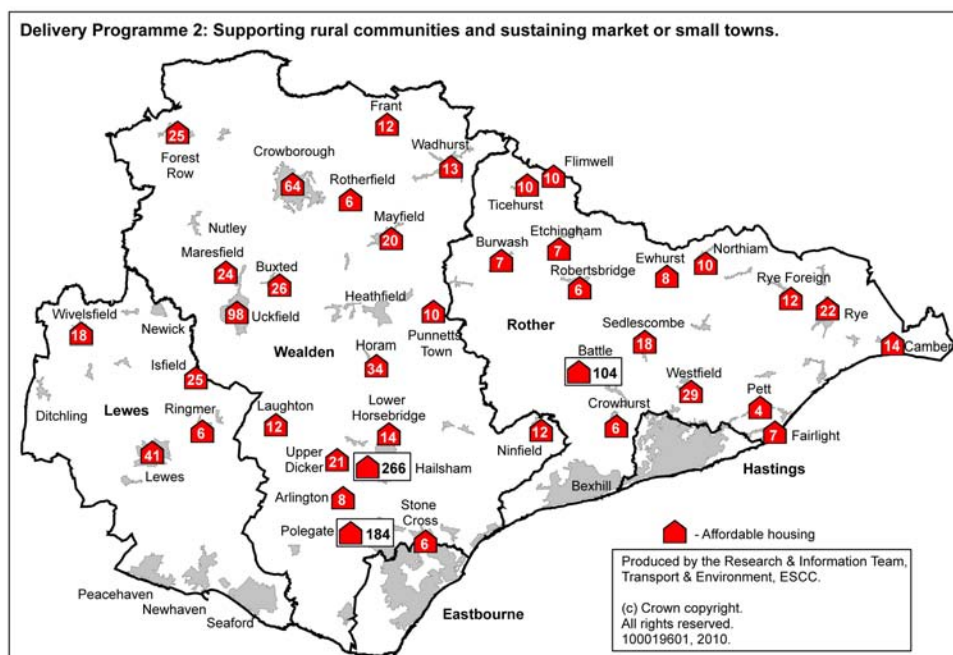 Delivery Programme 2: Supporting rural communities and sustaining market or small towns.
Frant
12
25
Forest
Row
Wadhurst
13
Crowborough
64
Rotherfield
6
Flimwell
10
10
Ticehurst
Nutley
Mayfield
20
Etchingham
7
Burwash
7
Northiam
10
Ewhurst
8
Robertsbridge
6
Maresfield
24
Buxted
26
Rye Foreign
12
22
Rye
Wivelsfield
18
Newick
98
Uckfield
Heathfield
10
Punnetts
Town
Rother
Wealden
Sedlescombe
18
14
Camber
Isfield
25
Horam
34
Battle
104
Westfield
29
Pett
4
Ditchling
Lewes
Ringmer
6
Laughton
12
Lower
Horsebridge
14
Ninfield
12
Crowhurst
6
7
Fairlight
41
Lewes
Upper
Dicker
21
266
Hailsham
Hastings
Bexhill
Arlington
8
Stone
Cross
6
Polegate
184
Peacehaven
Newhaven
Seaford
Eastbourne
- Affordable housing
Produced by the Research & Information Team,
Transport & Environment, ESCC.
(c) Crown copyright.
All rights reserved.
100019601, 2010.